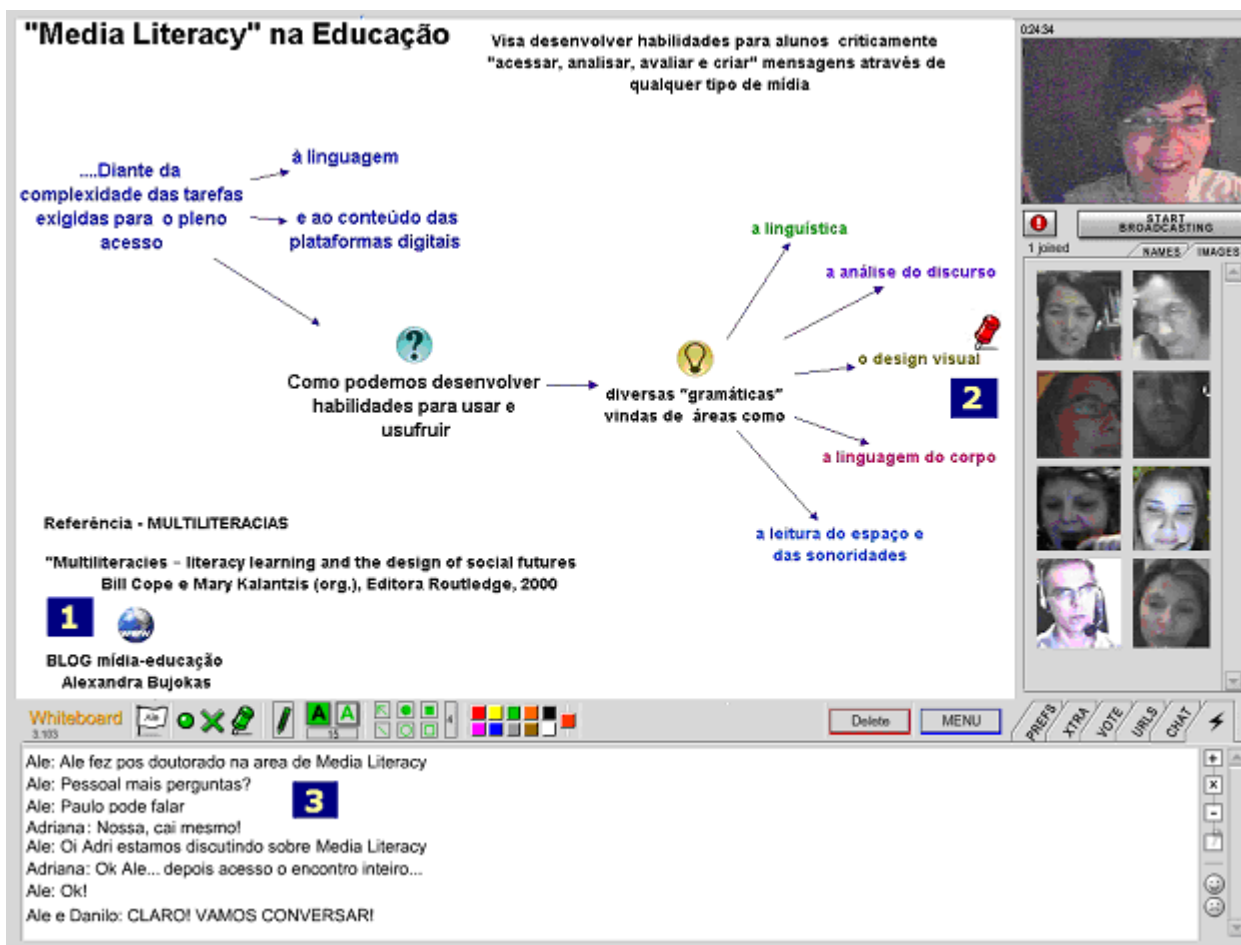 "Media Literacy" na Educação
Visa desenvolver habilidades para alunos criticamente
"acessar, analisar, avaliar e criar" mensagens através de
qualquer tipo de mídia
....Diante da
complexidade das tarefas
exigidas para o pleno
acesso
à linguagem
e ao conteúdo das
plataformas digitais
?
Como podemos desenvolver
habilidades para usar e
usufruir
diversas "gramáticas"
vindas de áreas como
a linguística
a análise do discurso
o design visual
2
a linguagem do corpo
a leitura do espaço e
das sonoridades
Referência - MULTILITERACIAS
"Multiliteracies – literacy learning and the design of social futures
Bill Cope e Mary Kalantzis (org.), Editora Routledge, 2000
1
www
BLOG mídia-educação
Alexandra Bujokas
0:24:34
START
BROADCASTING
1 joined
NAMES
IMAGES
Whiteboard
3.103
Ale
A
A
15
4
Delete
MENU
PREFS
XTRA
VOTE
URLS
CHAT
Ale: Ale fez pos doutorado na area de Media Literacy
Ale: Pessoal mais perguntas?
Ale: Paulo pode falar
3
Adriana: Nossa, cai mesmo!
Ale: Oi Adri estamos discutindo sobre Media Literacy
Adriana: Ok Ale... depois acesso o encontro inteiro...
Ale: Ok!
Ale e Danilo: CLARO! VAMOS CONVERSAR!